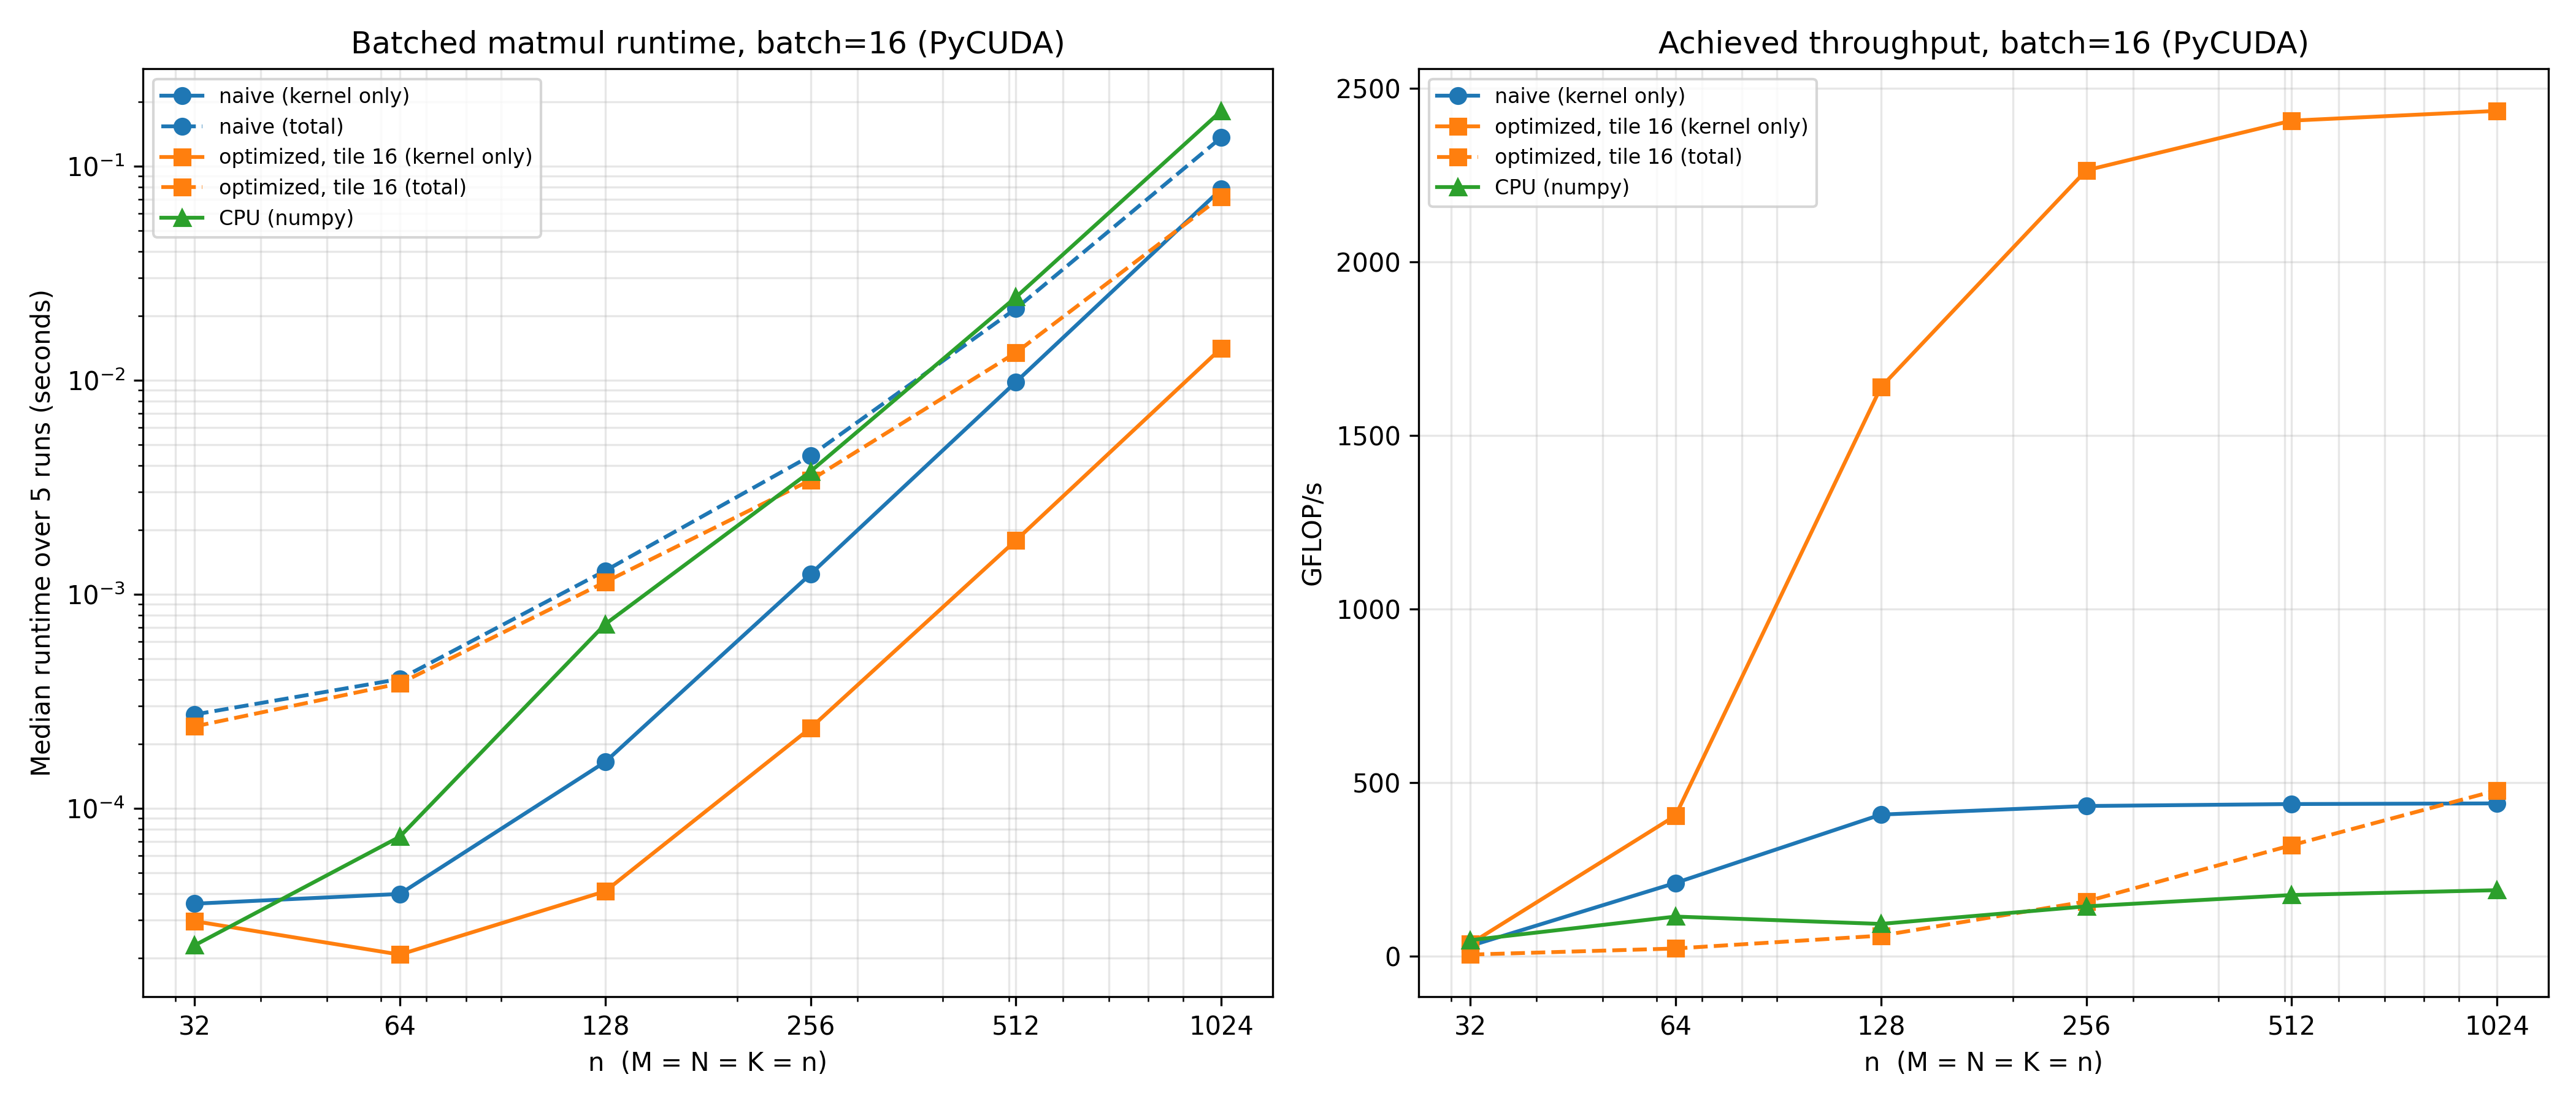 Batched matmul runtime, batch=16 (PyCUDA)
naive (kernel only)
naive (total)
optimized, tile 16 (kernel only)
optimized, tile 16 (total)
CPU (numpy)
Median runtime over 5 runs (seconds)
10⁻¹
10⁻²
10⁻³
10⁻⁴
32 64 128 256 512 1024
n (M = N = K = n)
Achieved throughput, batch=16 (PyCUDA)
naive (kernel only)
optimized, tile 16 (kernel only)
optimized, tile 16 (total)
CPU (numpy)
GFLOP/s
2500
2000
1500
1000
500
0
32 64 128 256 512 1024
n (M = N = K = n)